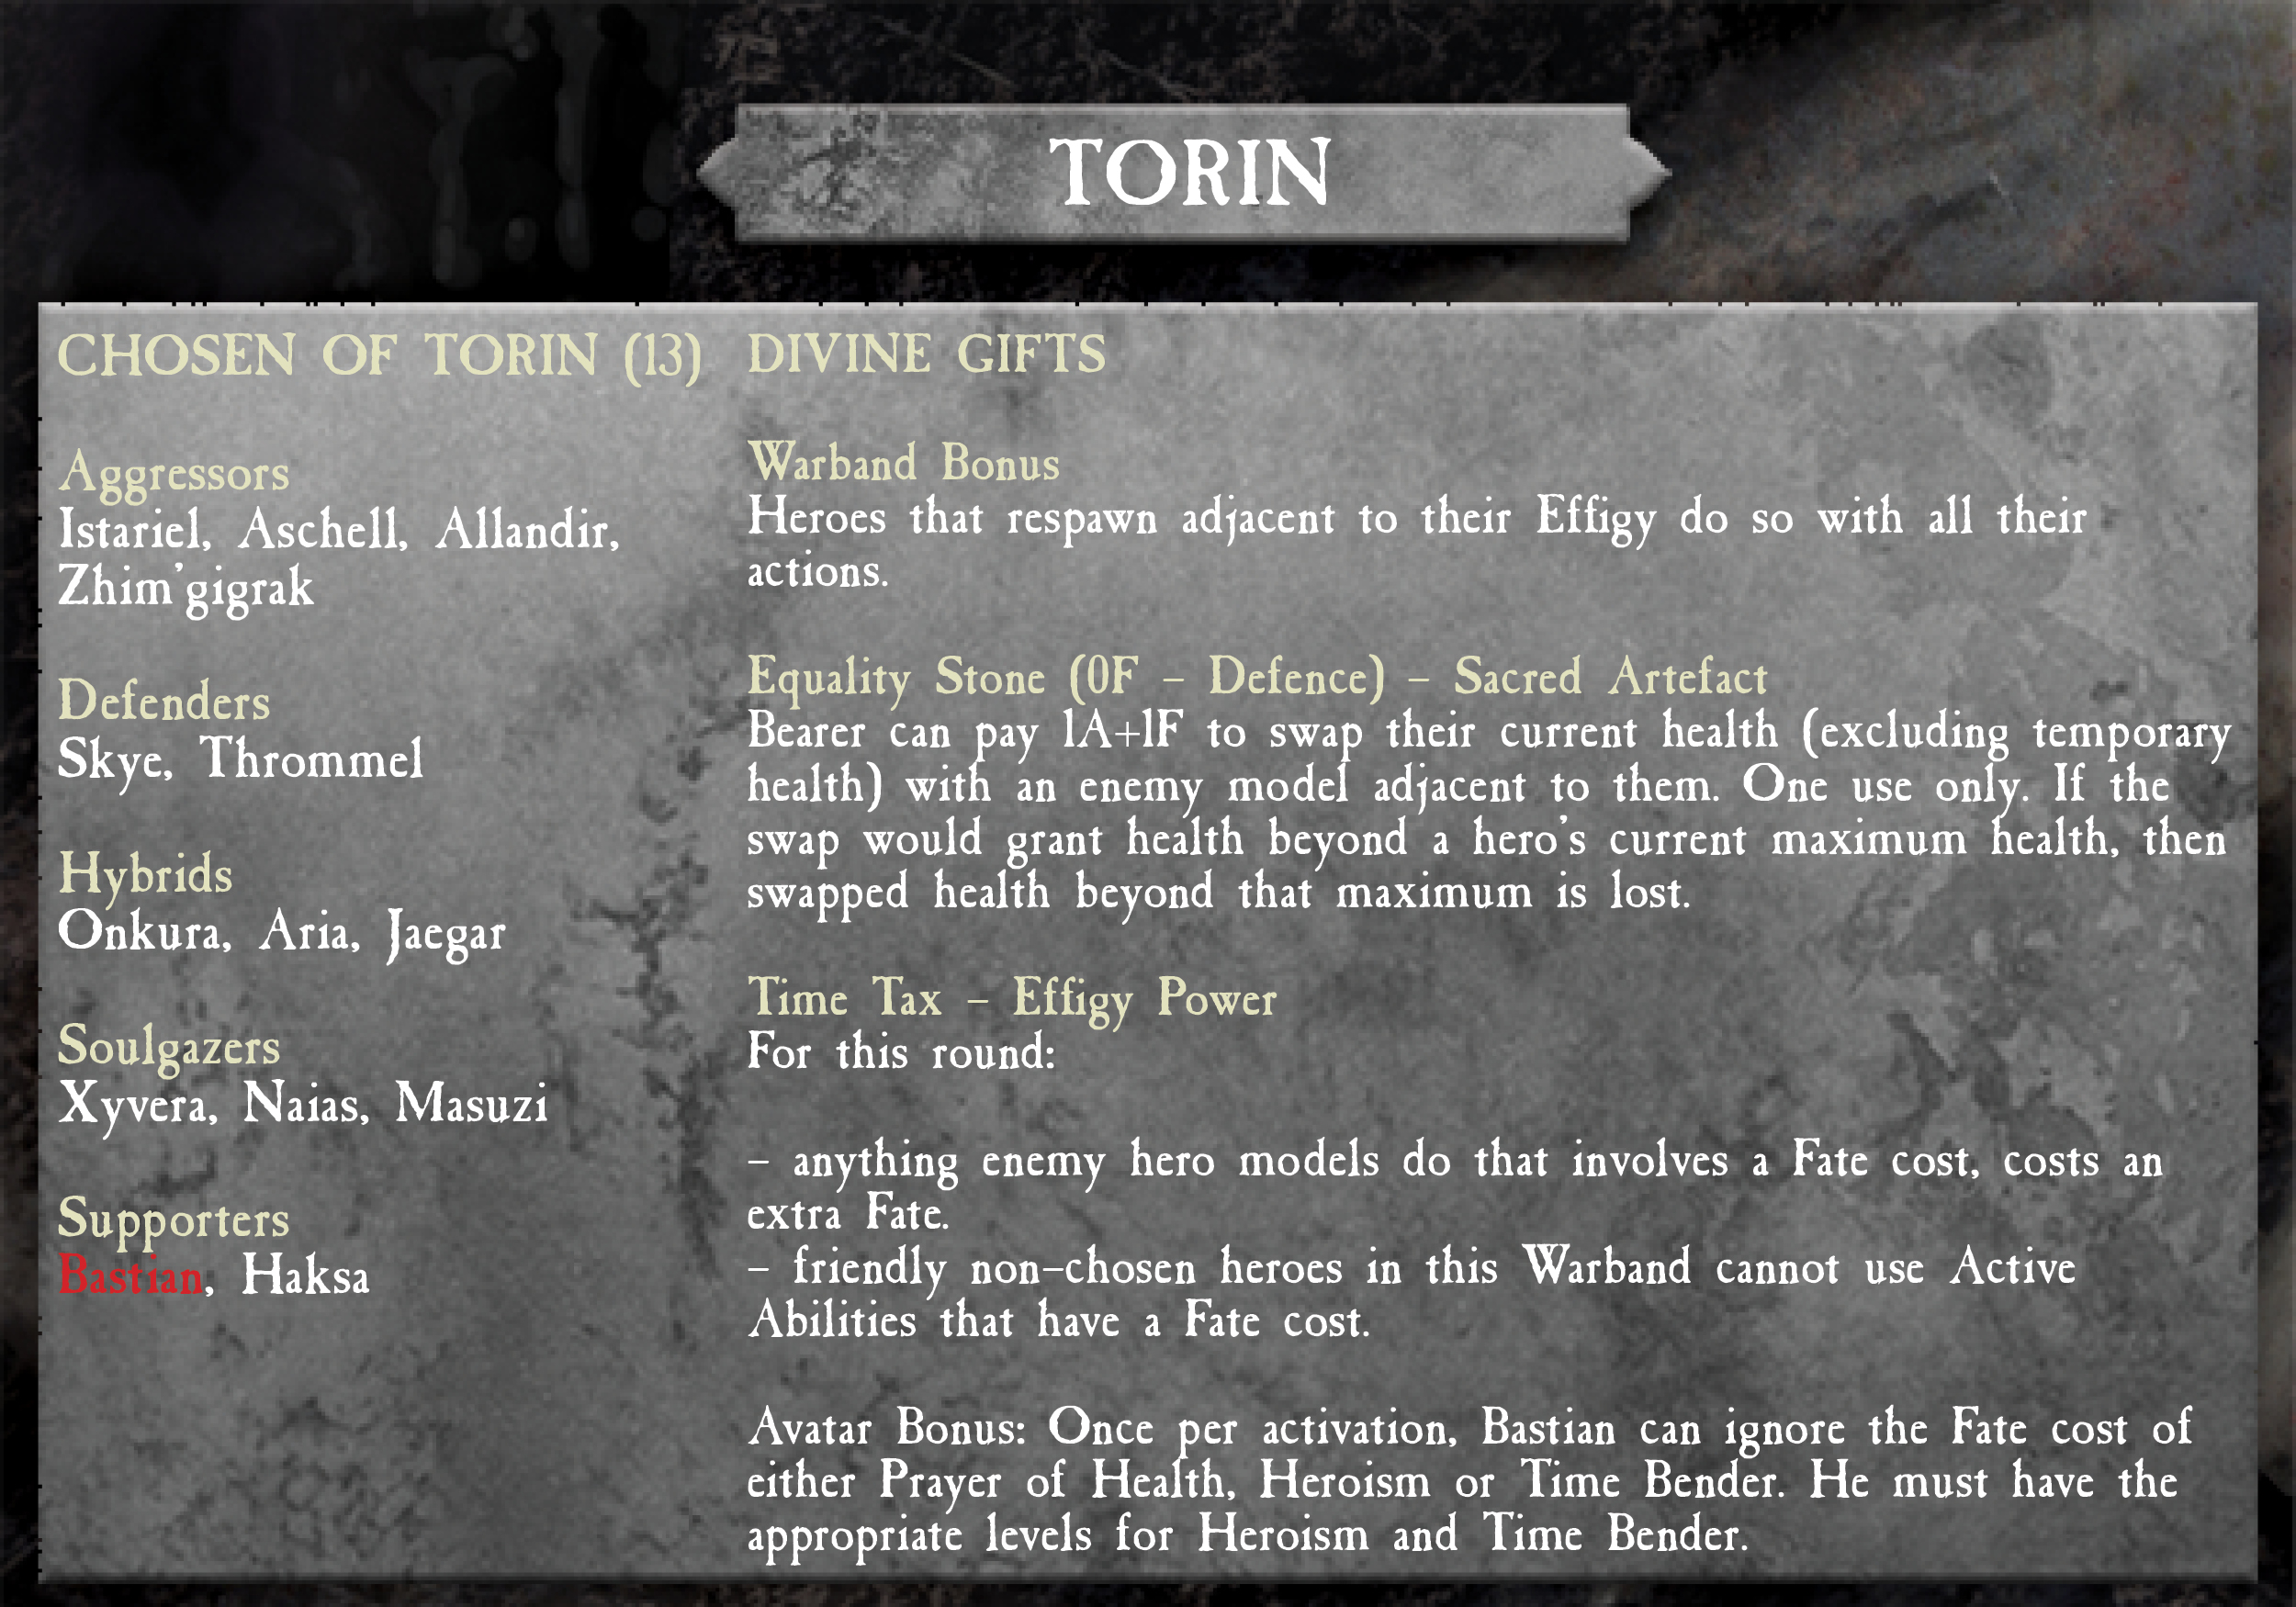 TORIN
CHOSEN OF TORIN (13)
Aggressors
Istariel, Aschell, Allandir,
Zhim'gigrak
Defenders
Skye, Thrommel
Hybrids
Onkura, Aria, Jaegar
Soulgazers
Xyvera, Naias, Masuzi
Supporters
Bastian, Haksa
DIVINE GIFTS
Warband Bonus
Heroes that respawn adjacent to their Effigy do so with all their
actions.
Equality Stone (0F - Defence) - Sacred Artefact
Bearer can pay 1A+1F to swap their current health (excluding temporary
health) with an enemy model adjacent to them. One use only. If the
swap would grant health beyond a hero's current maximum health, then
swapped health beyond that maximum is lost.
Time Tax - Effigy Power
For this round:
- anything enemy hero models do that involves a Fate cost, costs an
extra Fate.
- friendly non-chosen heroes in this Warband cannot use Active
Abilities that have a Fate cost.
Avatar Bonus: Once per activation, Bastian can ignore the Fate cost of
either Prayer of Health, Heroism or Time Bender. He must have the
appropriate levels for Heroism and Time Bender.